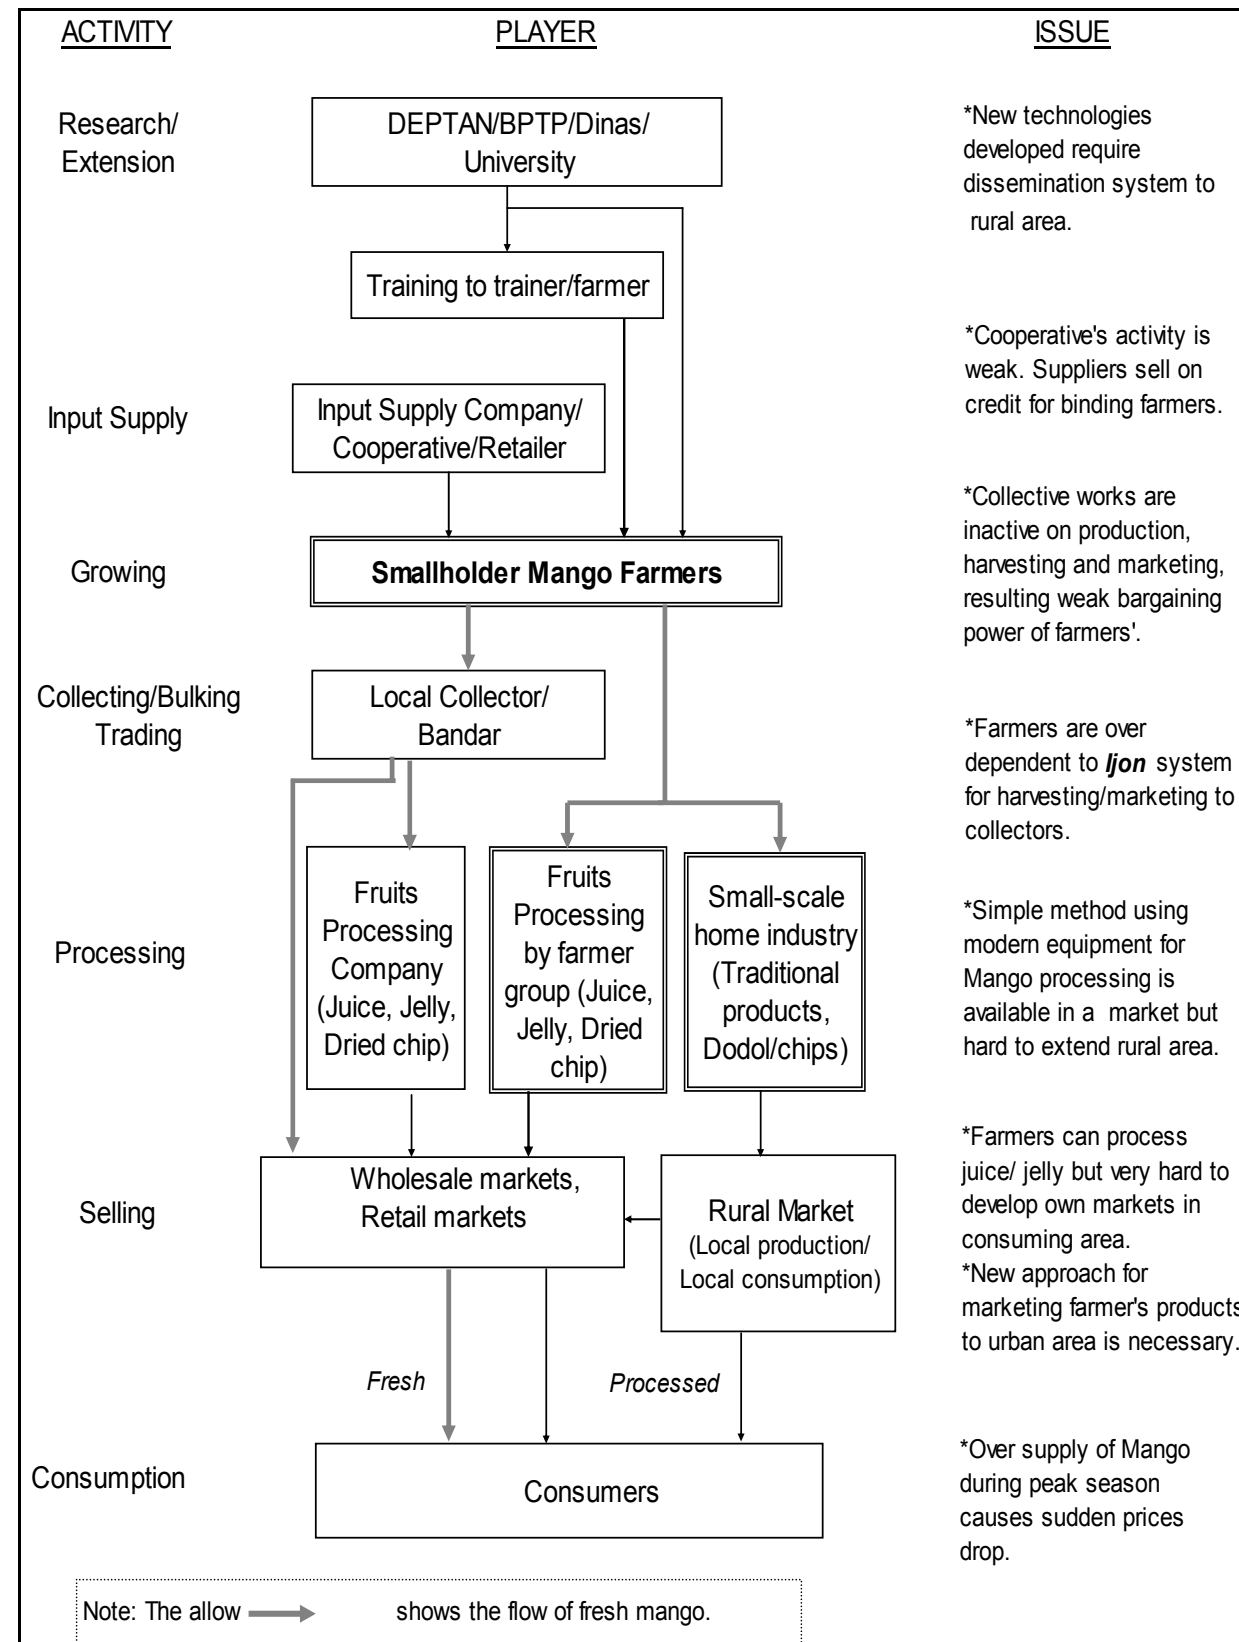 ACTIVITY
PLAYER
ISSUE
Research/
Extension
DEPTAN/BPTP/Dinas/
University
*New technologies
developed require
dissemination system to
rural area.
Training to trainer/farmer
Input Supply
Input Supply Company/
Cooperative/Retailer
*Cooperative's activity is
weak. Suppliers sell on
credit for binding farmers.
Growing
Smallholder Mango Farmers
*Collective works are
inactive on production,
harvesting and marketing,
resulting weak bargaining
power of farmers'.
Collecting/Bulking
Trading
Local Collector/
Bandar
*Farmers are over
dependent to Ijon system
for harvesting/marketing to
collectors.
Processing
Fruits
Processing
Company
(Juice, Jelly,
Dried chip)
Fruits
Processing
by farmer
group (Juice,
Jelly, Dried
chip)
Small-scale
home industry
(Traditional
products,
Dodol/chips)
*Simple method using
modern equipment for
Mango processing is
available in a market but
hard to extend rural area.
Selling
Wholesale markets,
Retail markets
Rural Market
(Local production/
Local consumption)
*Farmers can process
juice/ jelly but very hard to
develop own markets in
consuming area.
*New approach for
marketing farmer's products
to urban area is necessary.
Fresh
Processed
Consumption
Consumers
*Over supply of Mango
during peak season
causes sudden prices
drop.
Note: The allow shows the flow of fresh mango.